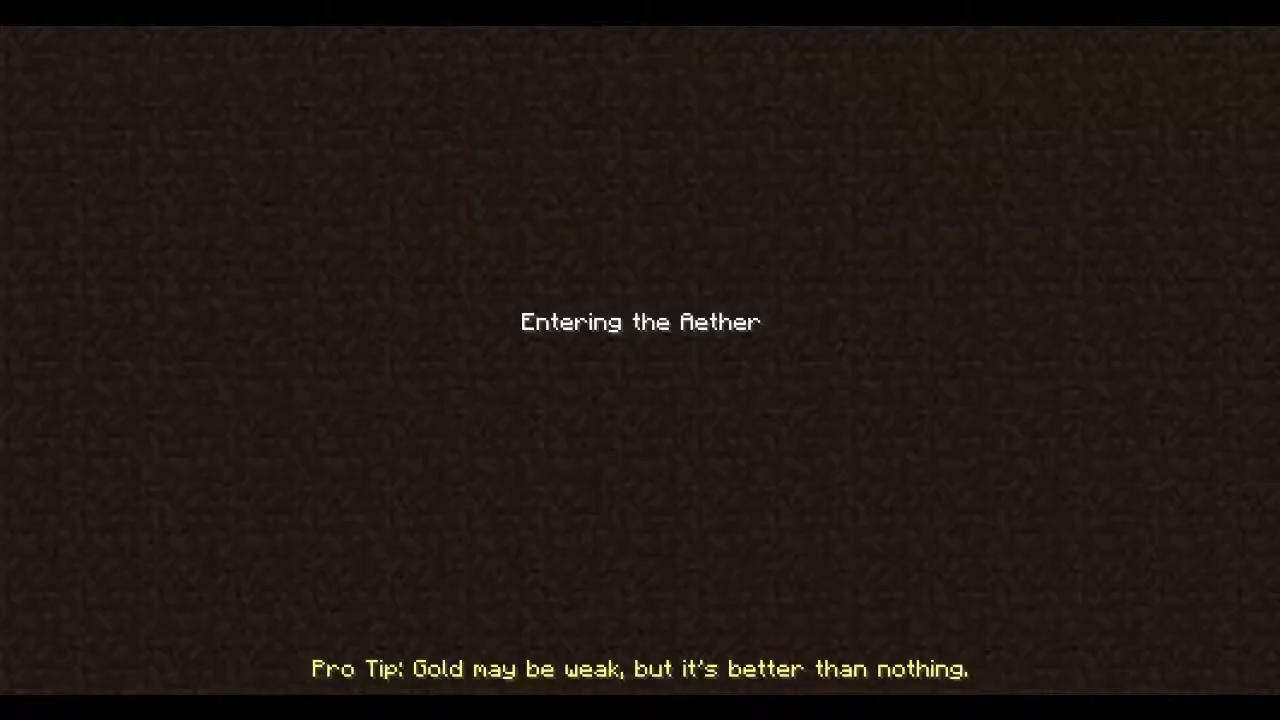 Entering the Aether
Pro Tip: Gold may be weak, but it's better than nothing.